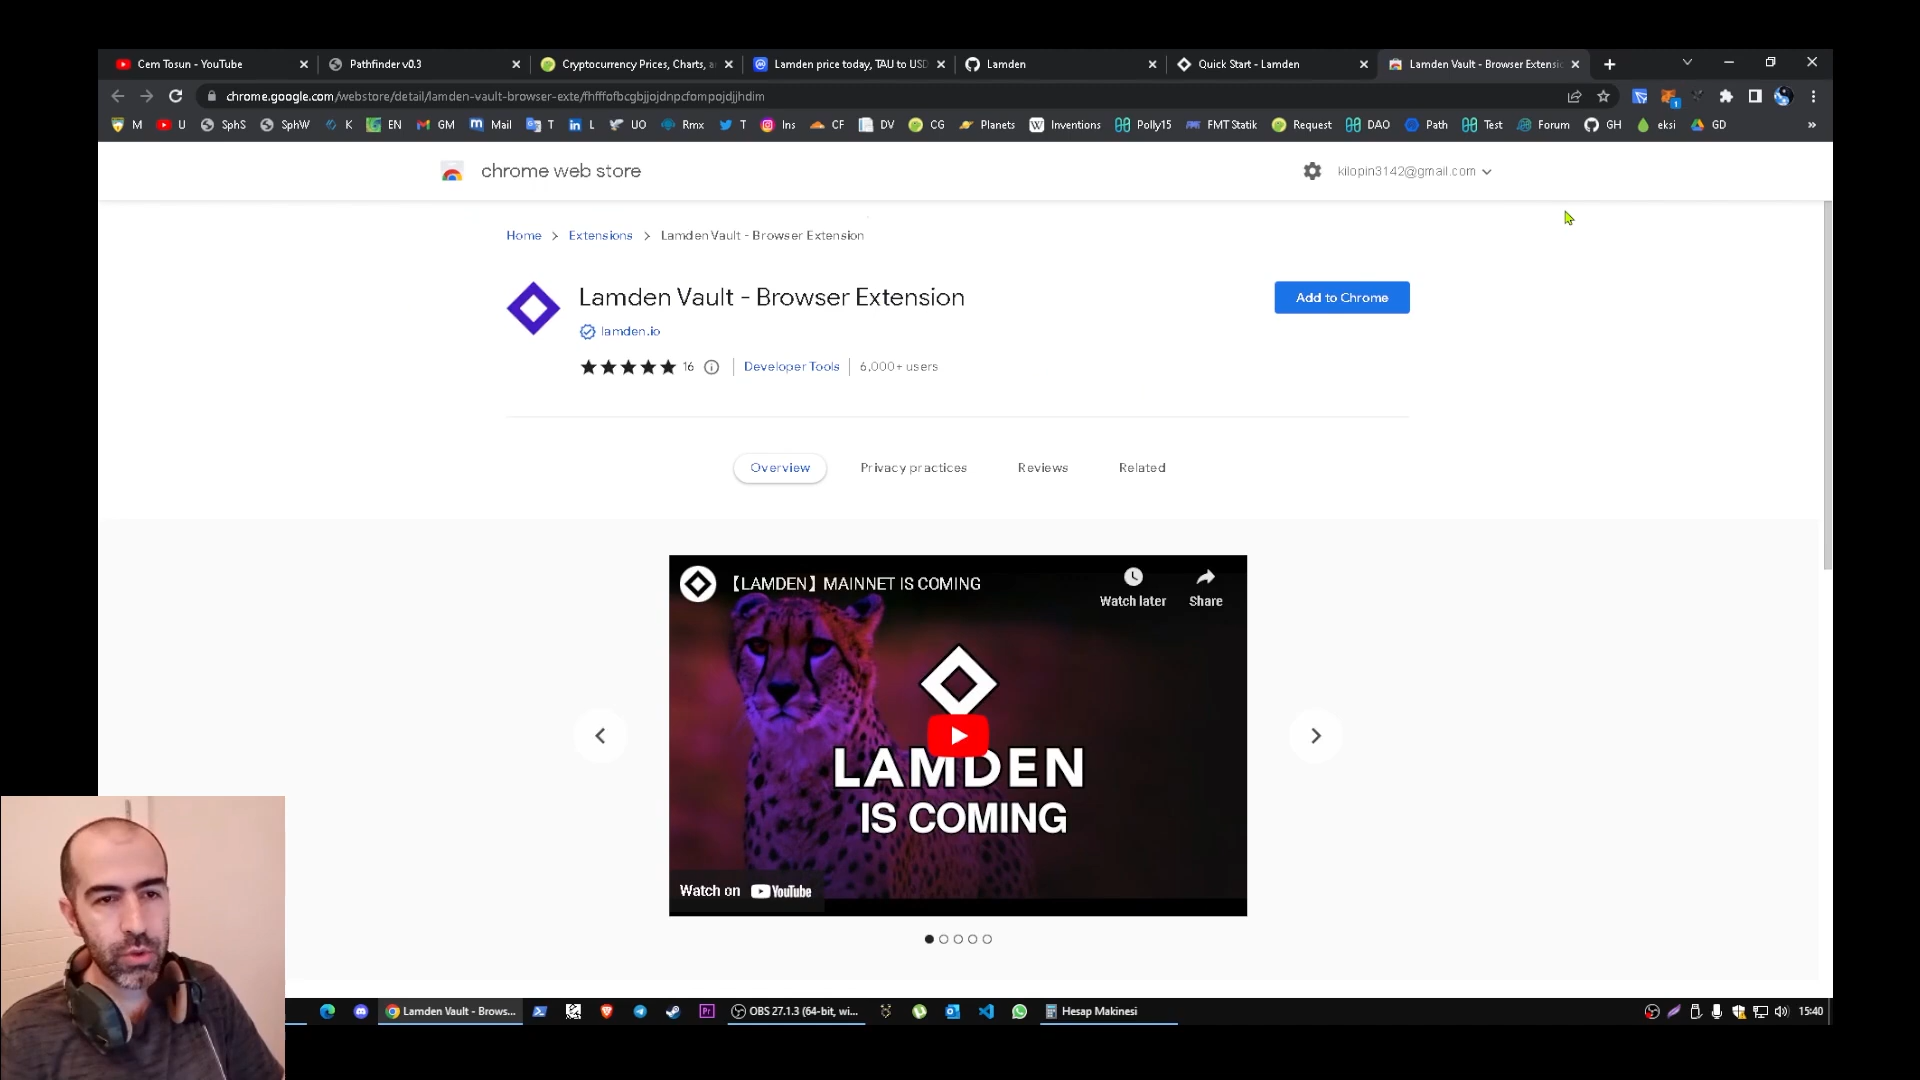 Cem Tosun - YouTube
Pathfinder v0.3
Cryptocurrency Prices, Charts, a
Lamden price today, TAU to USD
Lamden
Quick Start - Lamden
Lamden Vault - Browser Extensio
chrome.google.com/webstore/detail/lamden-vault-browser-exte/fhfffofbcgbjjojdnpcfompojdjjhdim
M
U
SphS
SphW
K
EN
GM
Mail
T
L
UO
Rmx
T
Ins
CF
DV
CG
Planets
Inventions
Polly15
FMT Statik
Request
DAO
Path
Test
Forum
GH
eksi
GD
»
chrome web store
kilopin3142@gmail.com
Home > Extensions > Lamden Vault - Browser Extension
Lamden Vault - Browser Extension
Add to Chrome
lamden.io
16
Developer Tools
6,000+ users
Overview
Privacy practices
Reviews
Related
【LAMDEN】MAINNET IS COMING
Watch later
Share
LAMDEN
IS COMING
Watch on YouTube
Lamden Vault - Brows...
Pr
OBS 27.1.3 (64-bit, wi...
Hesap Makinesi
15:40